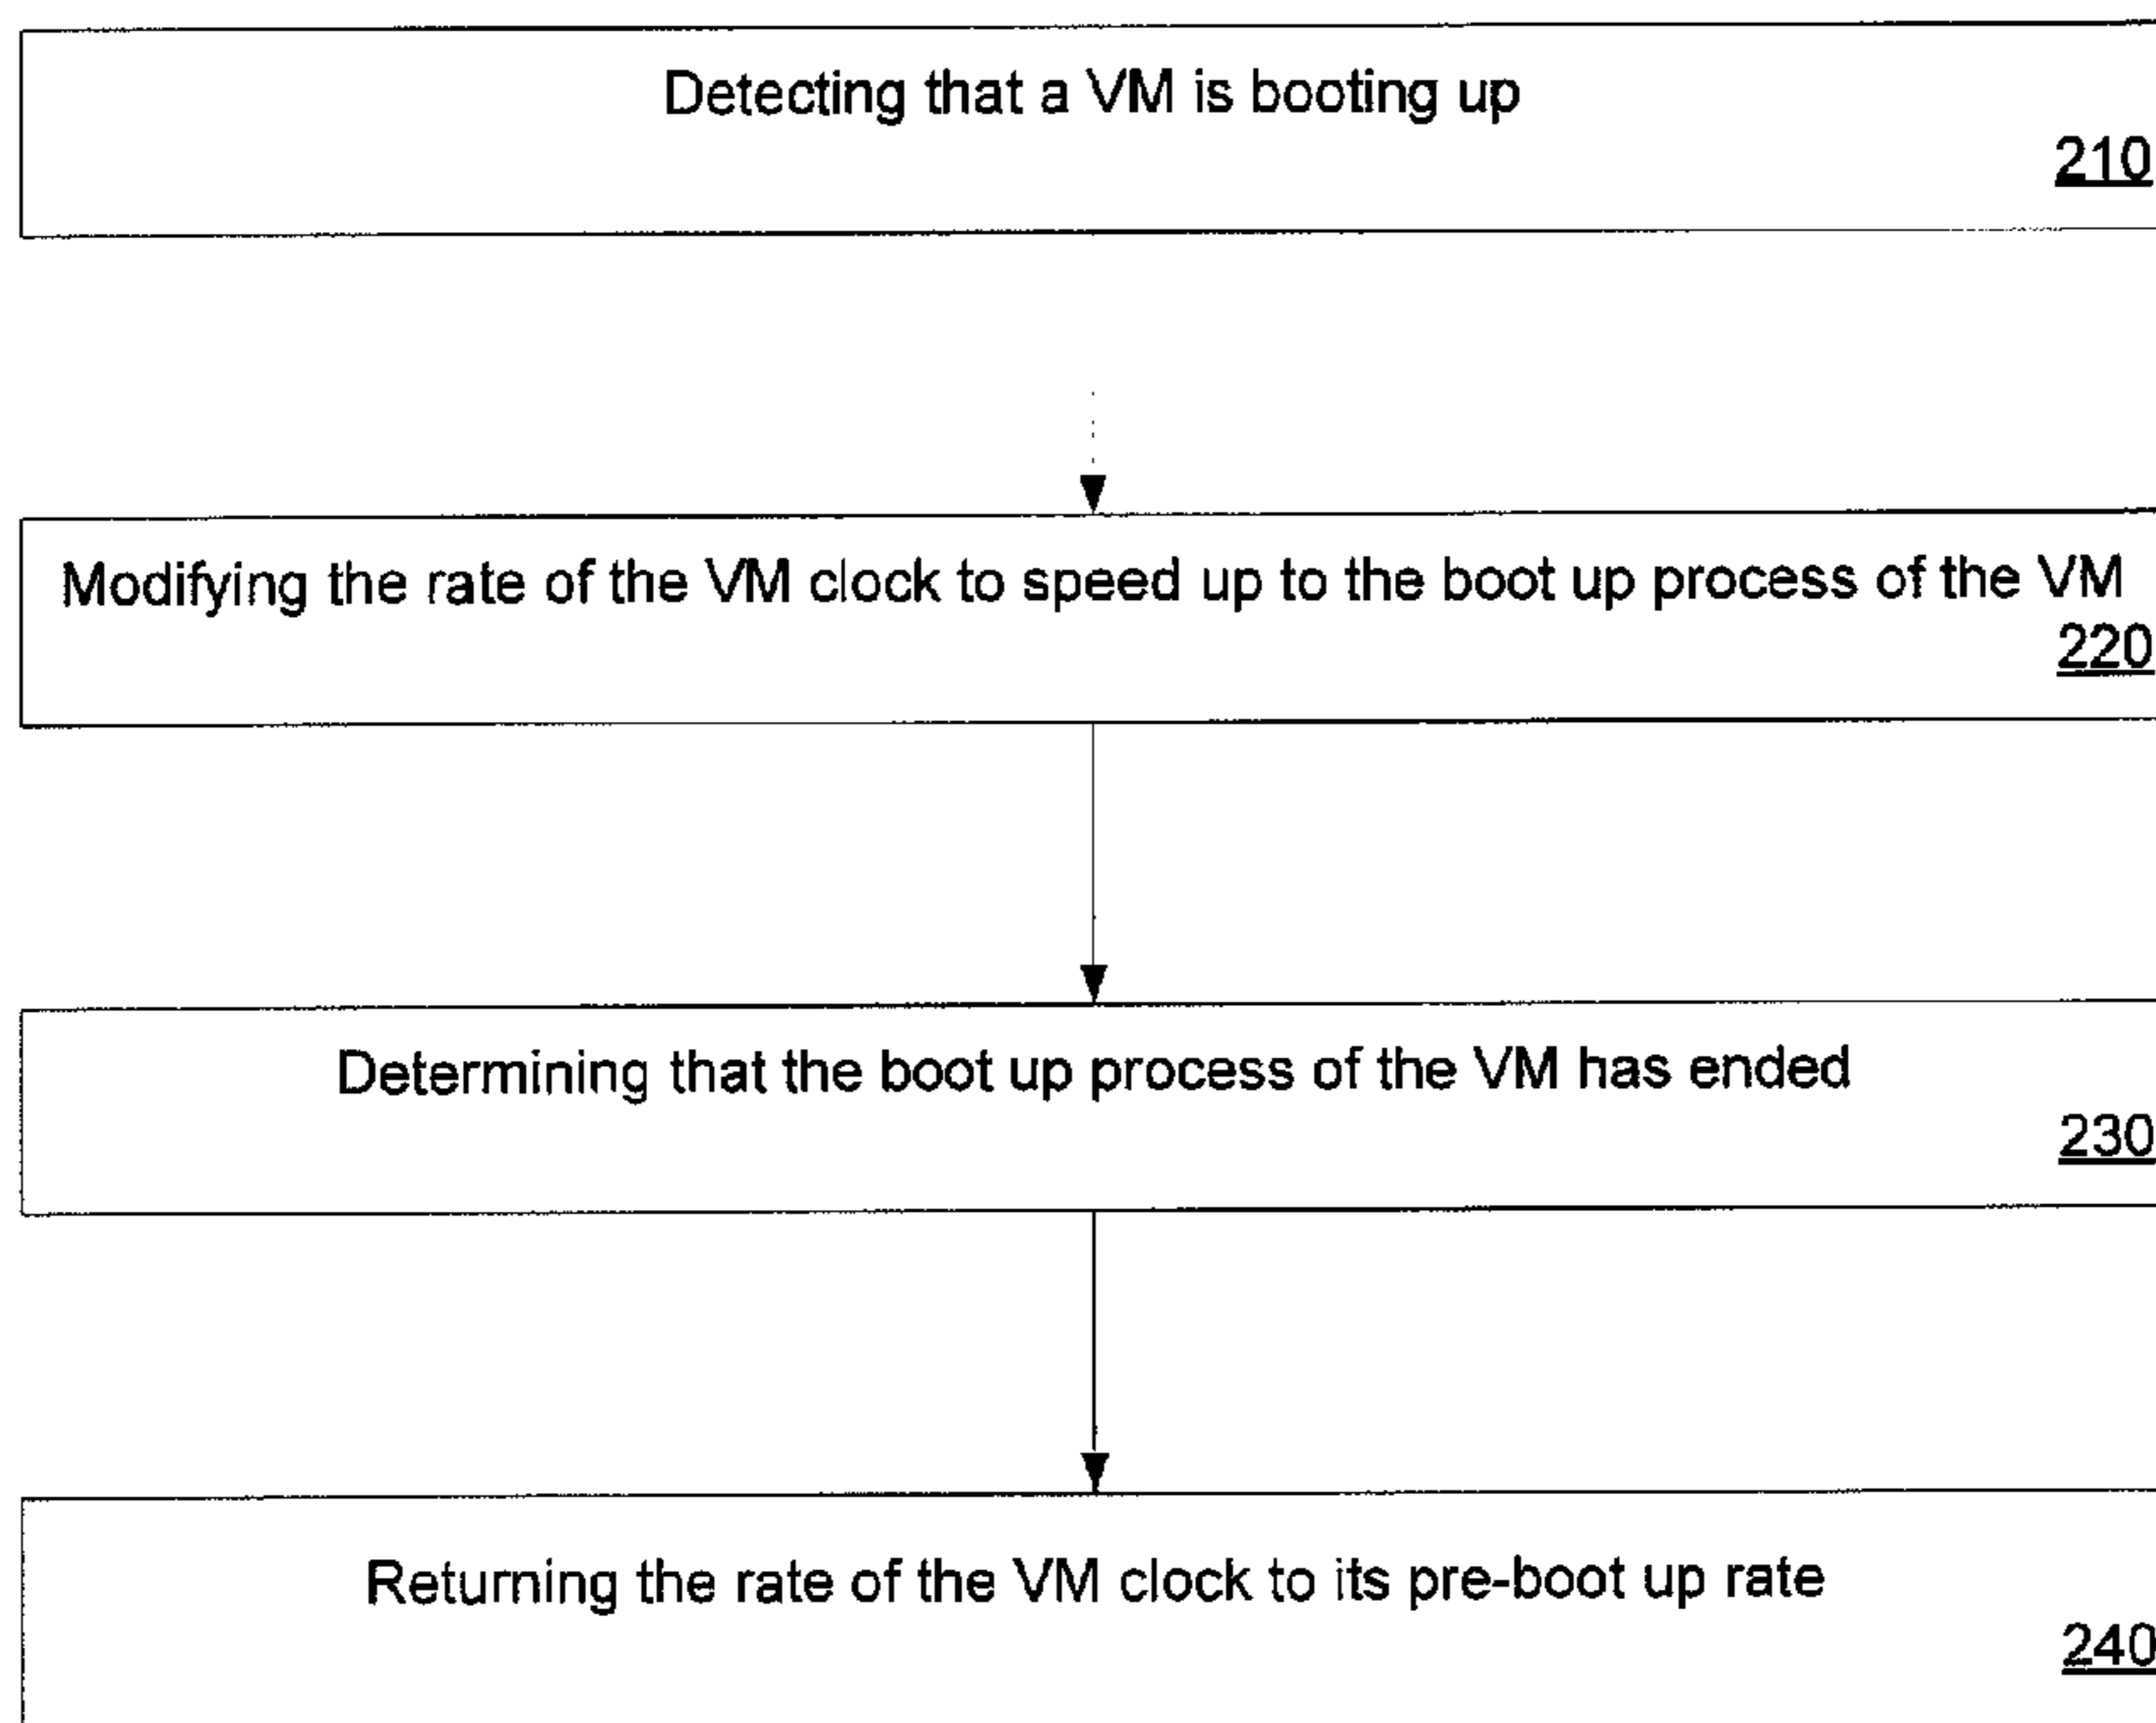 Detecting that a VM is booting up
210
Modifying the rate of the VM clock to speed up to the boot up process of the VM
220
Determining that the boot up process of the VM has ended
230
Returning the rate of the VM clock to its pre-boot up rate
240